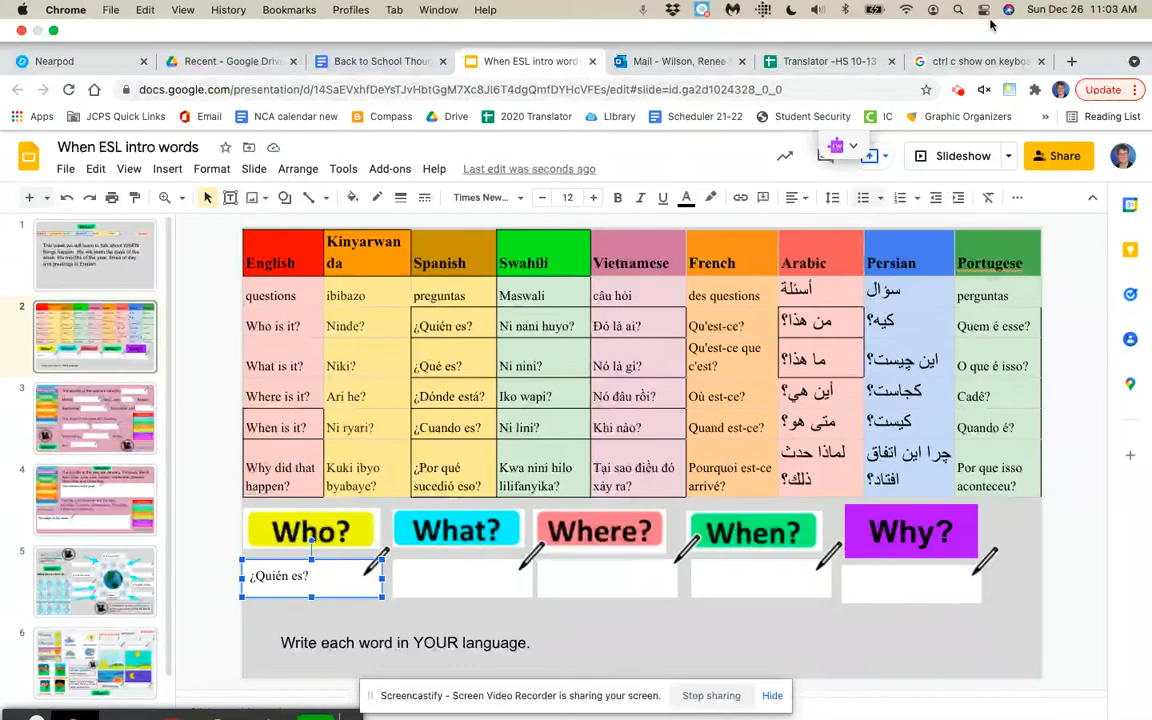 Chrome File Edit View History Bookmarks Profiles Tab Window Help Sun Dec 26 11:03 AM
Nearpod Recent - Google Drive Back to School Thoug When ESL intro words Mail - Wilson, Renee Translator -HS 10-13 ctrl c show on keyboa
docs.google.com/presentation/d/14SaEVxhfDeYsTJvHbtGgM7Xc8Jl6T4dgQmfDYHcVFEs/edit#slide=id.ga2d1024328_0_0 Update
Apps JCPS Quick Links Email NCA calendar new Compass Drive 2020 Translator LIbrary Scheduler 21-22 Student Security IC Graphic Organizers » Reading List
When ESL intro words
File Edit View Insert Format Slide Arrange Tools Add-ons Help Last edit was seconds ago
Slideshow Share
Times New... 12
English Kinyarwanda Spanish Swahili Vietnamese French Arabic Persian Portugese
questions ibibazo preguntas Maswali câu hỏi des questions أسئلة سؤال perguntas
Who is it? Ninde? ¿Quién es? Ni nani huyo? Đó là ai? Qu'est-ce? من هذا؟ کیه؟ Quem é esse?
What is it? Niki? ¿Qué es? Ni nini? Nó là gì? Qu'est-ce que c'est? ما هذا؟ این چیست؟ O que é isso?
Where is it? Ari he? ¿Dónde está? Iko wapi? Nó đâu rồi? Où est-ce? أين هي؟ کجاست؟ Cadê?
When is it? Ni ryari? ¿Cuando es? Ni lini? Khi nào? Quand est-ce? متى هو؟ کیست؟ Quando é?
Why did that happen? Kuki ibyo byabaye? ¿Por qué sucedió eso? Kwa nini hilo lilifanyika? Tại sao điều đó xảy ra? Pourquoi est-ce arrivé? لماذا حدث ذلك؟ چرا این اتفاق افتاد؟ Por que isso aconteceu?
Who? What? Where? When? Why?
¿Quién es?
Write each word in YOUR language.
Screencastify - Screen Video Recorder is sharing your screen. Stop sharing Hide
1
2
3
4
5
6